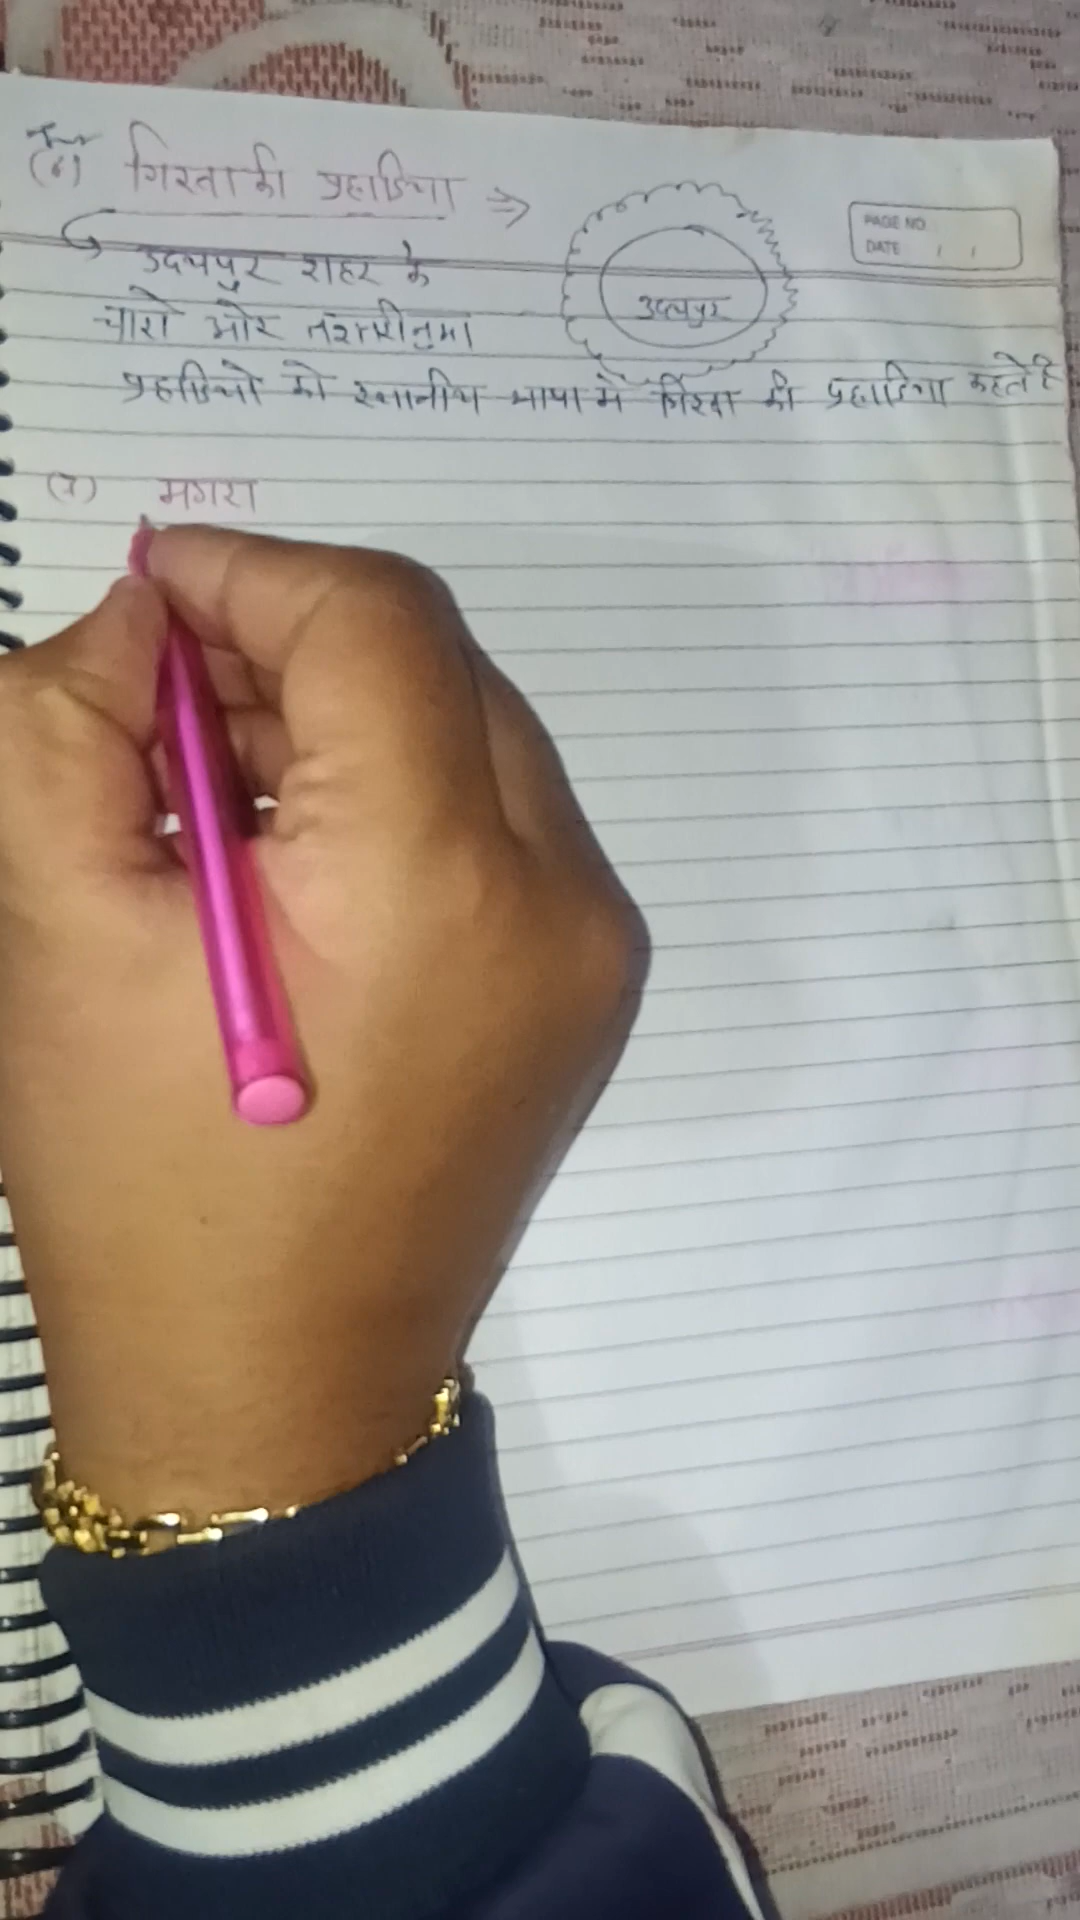 (6) गिरवा की पहाडिया ⇒
PAGE NO.
DATE / /
उदयपुर शहर के
उदयपुर
चारो ओर तश्तरीनुमा
पहाडियो को स्थानीय भाषा मे गिरवा की पहाडिया कहते है
(7) मगरा